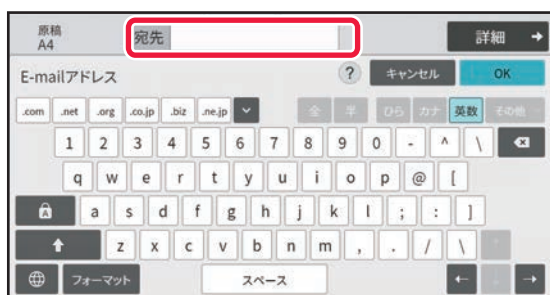 原稿
A4
宛先
詳細 →
E-mailアドレス
?
キャンセル
OK
.com .net .org .co.jp .biz .ne.jp
全 半 ひら カナ 英数 その他
1 2 3 4 5 6 7 8 9 0 - ^ \
q w e r t y u i o p @ [
A a s d f g h j k l ; : ]
z x c v b n m , . / \
フォーマット
スペース
← ↓ →